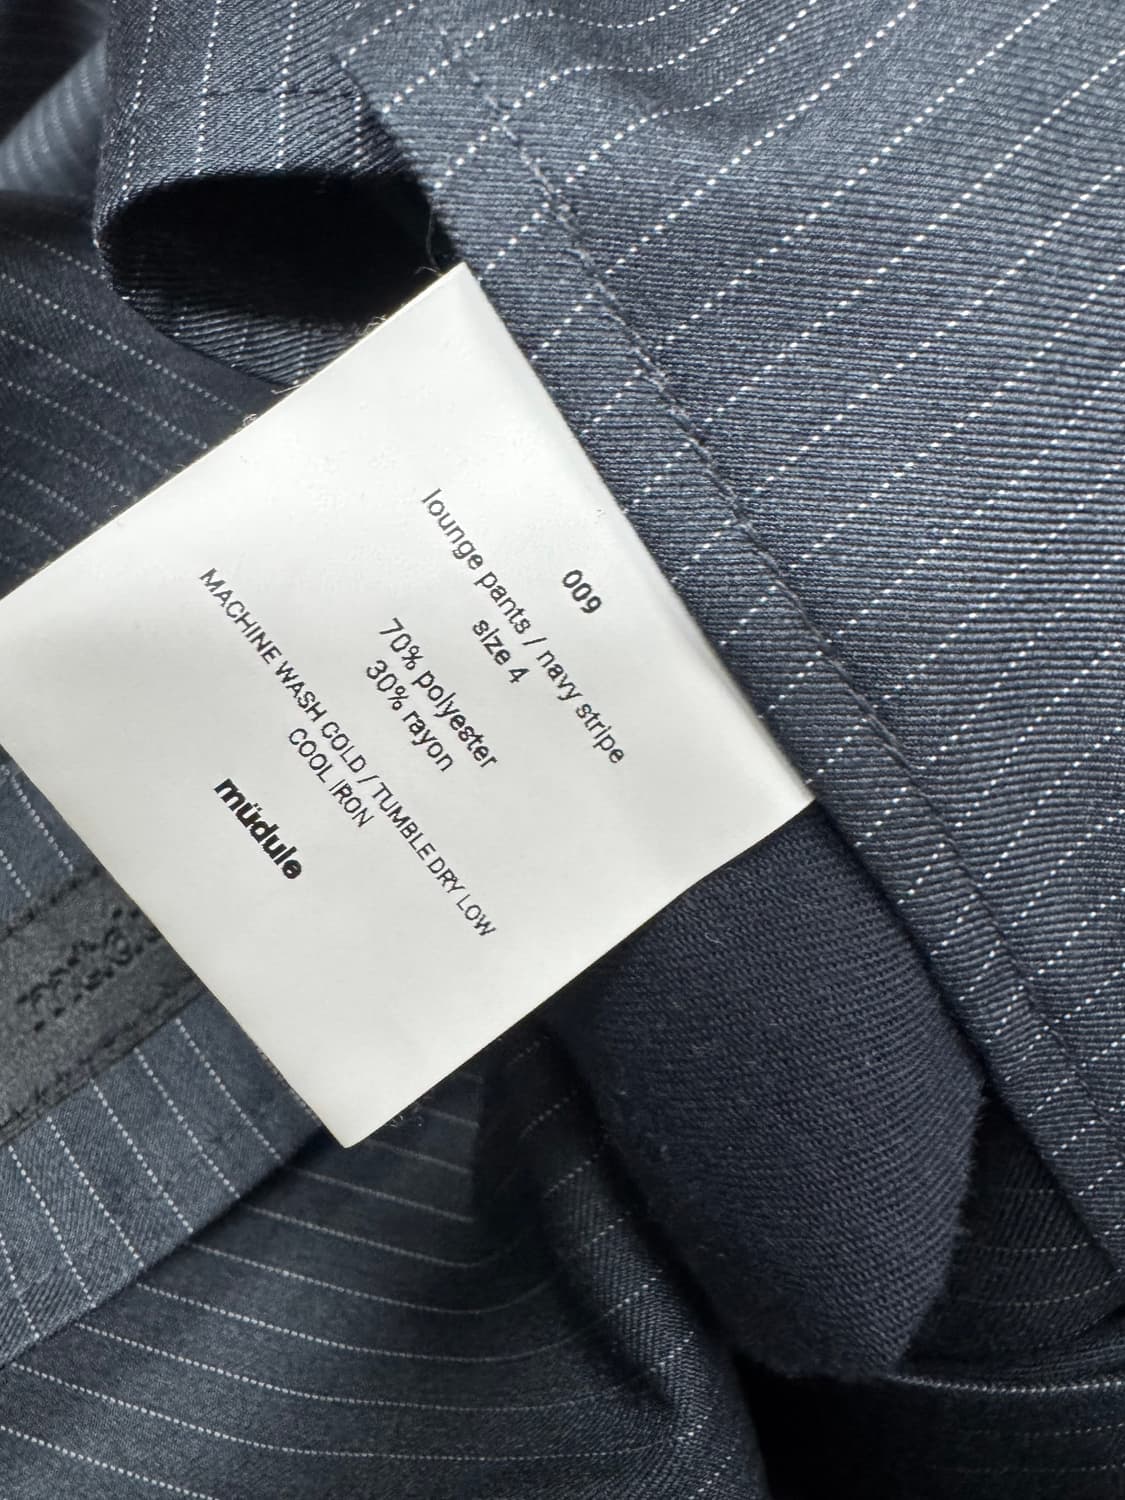 009
lounge pants / navy stripe
size 4
70% polyester
30% rayon
MACHINE WASH COLD / TUMBLE DRY LOW
COOL IRON
müdule